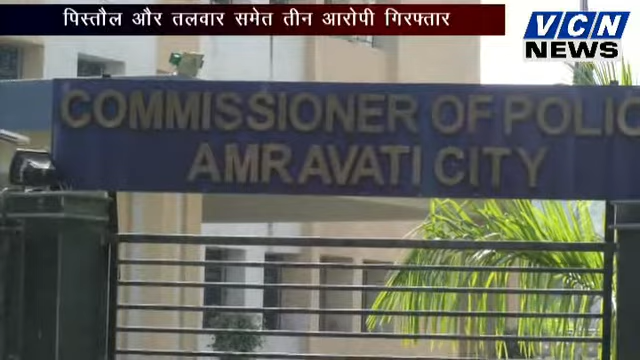 पिस्तौल और तलवार समेत तीन आरोपी गिरफ्तार
VCN
NEWS
COMMISSIONER OF POLIC
AMRAVATI CITY